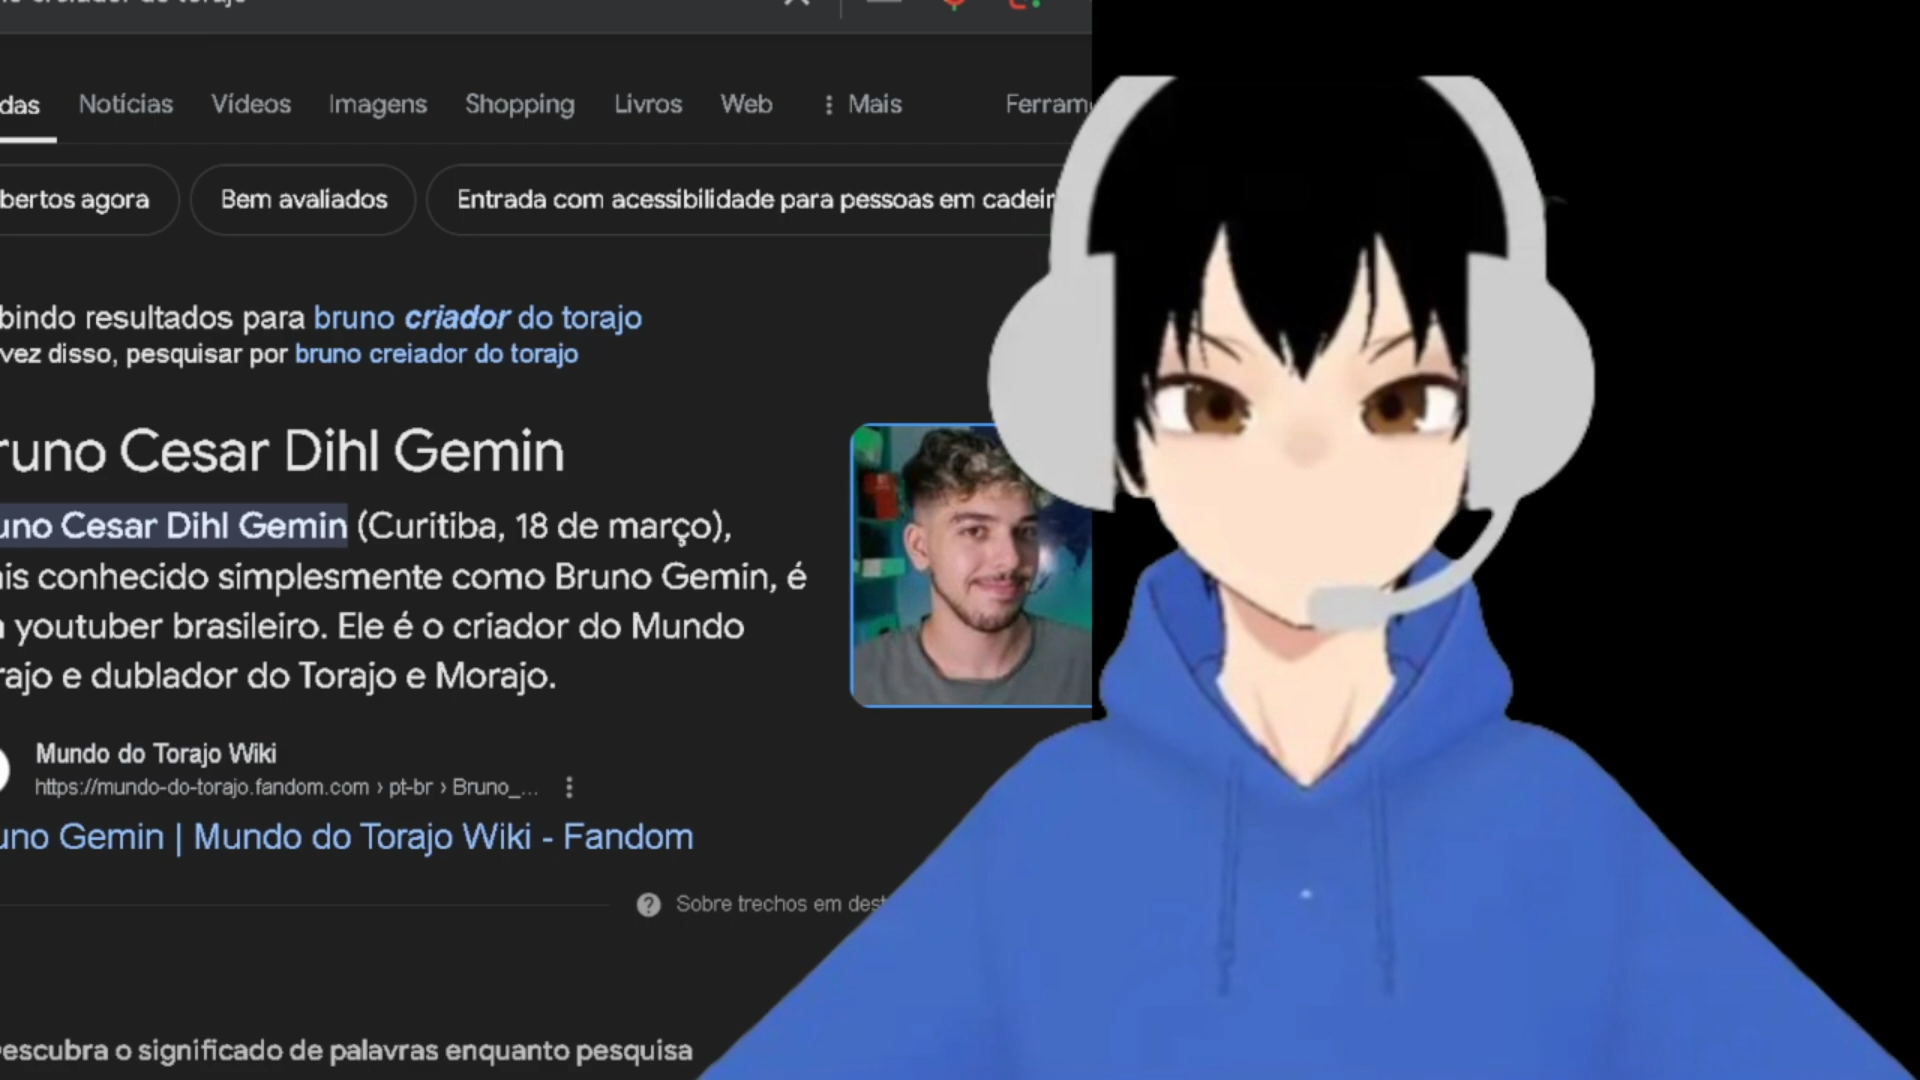 das Notícias Vídeos Imagens Shopping Livros Web Mais Ferram
bertos agora Bem avaliados Entrada com acessibilidade para pessoas em cadeir
bindo resultados para bruno criador do torajo
vez disso, pesquisar por bruno creiador do torajo
runo Cesar Dihl Gemin
uno Cesar Dihl Gemin (Curitiba, 18 de março),
is conhecido simplesmente como Bruno Gemin, é
youtuber brasileiro. Ele é o criador do Mundo
rajo e dublador do Torajo e Morajo.
Mundo do Torajo Wiki
https://mundo-do-torajo.fandom.com › pt-br › Bruno_...
uno Gemin | Mundo do Torajo Wiki - Fandom
Sobre trechos em dest
escubra o significado de palavras enquanto pesquisa